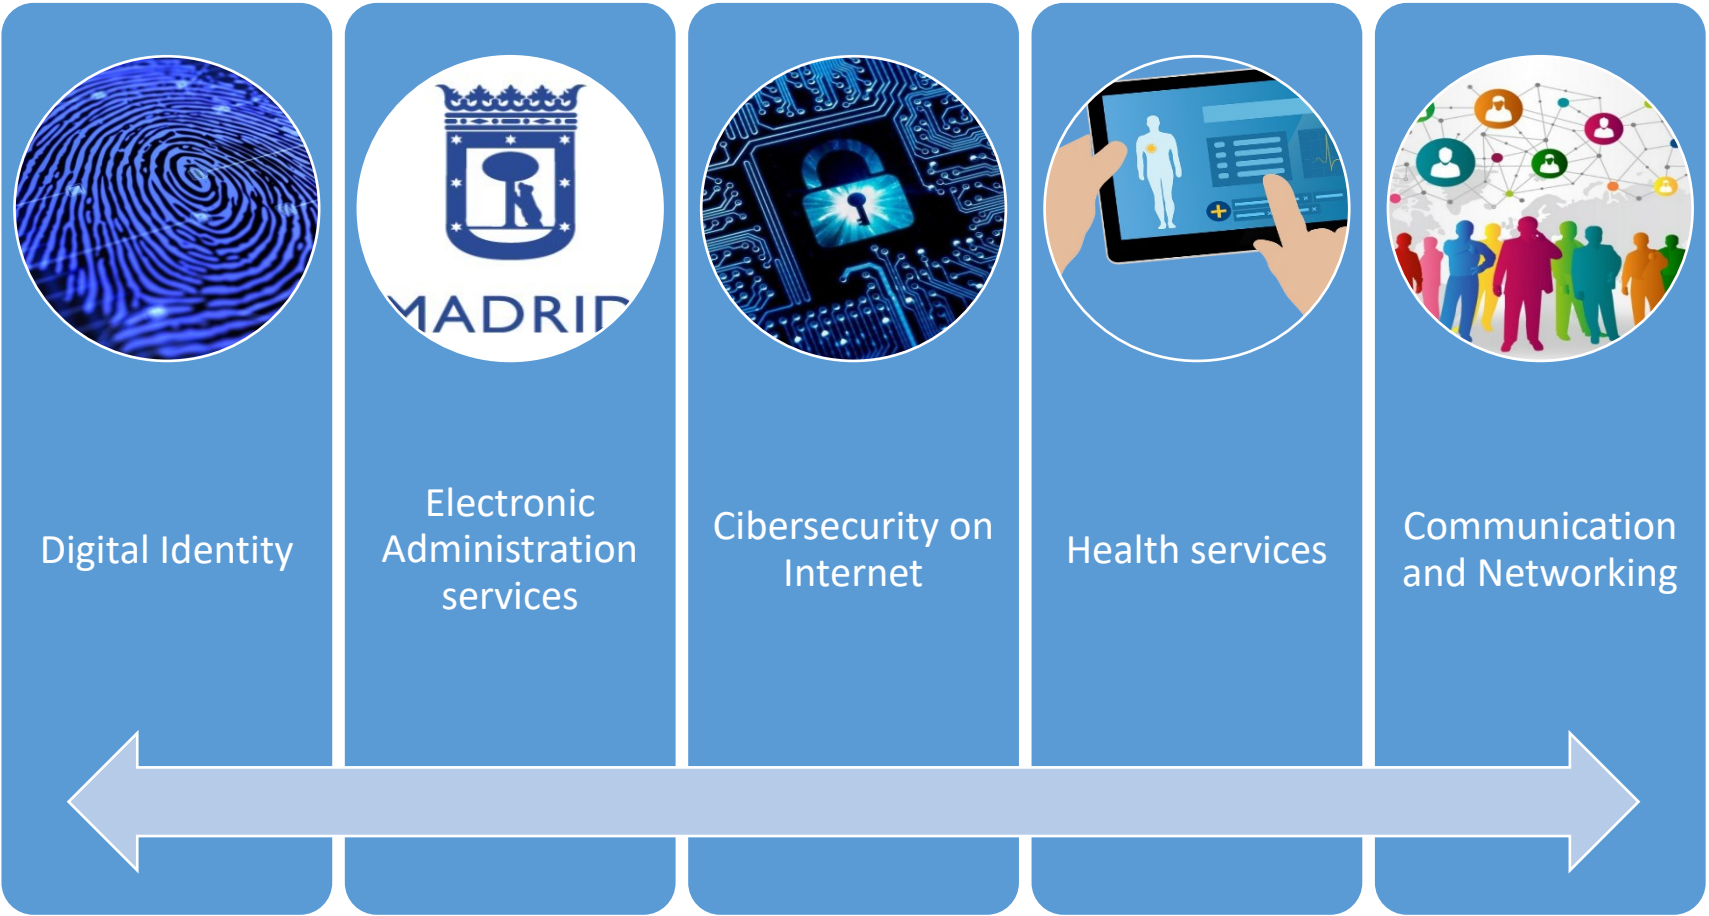 MADRID
Digital Identity
Electronic
Administration
services
Cibersecurity on
Internet
Health services
Communication
and Networking